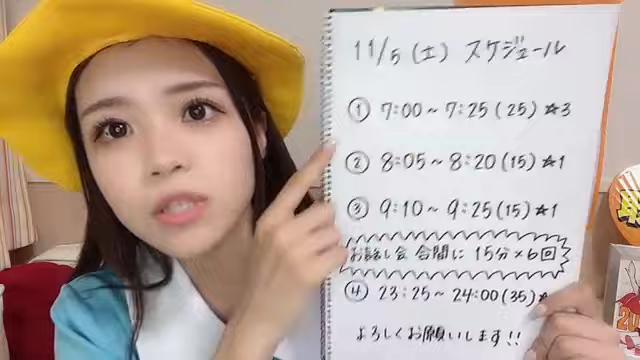 11/5(土) スケジュール
① 7:00~7:25(25)☆3
② 8:05~8:20(15)☆1
③ 9:10~9:25(15)☆1
お話し会 合間に 15分×6回
④ 23:25~24:00(35)
よろしくお願いします!!